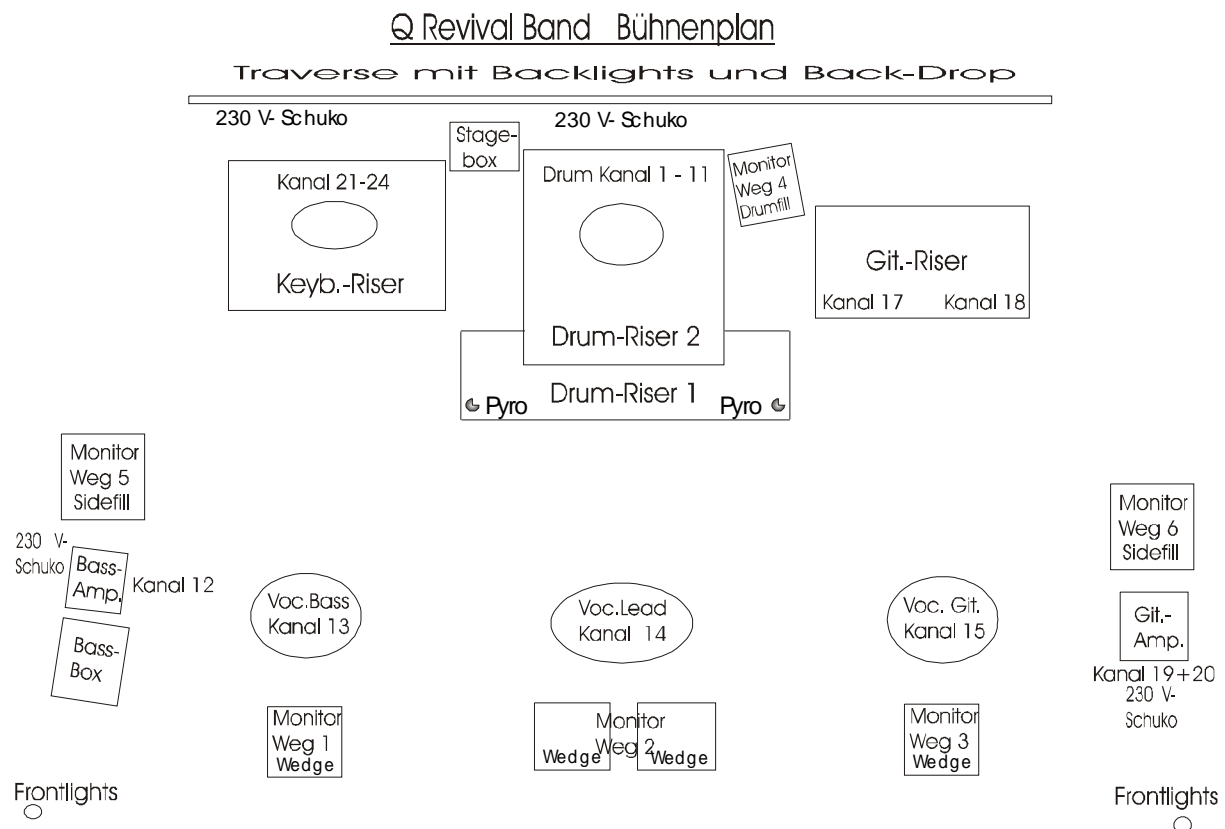 Q Revival Band Bühnenplan
Traverse mit Backlights und Back-Drop
230 V- Schuko
230 V- Schuko
Stage-
box
Kanal 21-24
Keyb.-Riser
Drum Kanal 1 - 11
Drum-Riser 2
Monitor
Weg 4
Drumfill
Git.-Riser
Kanal 17
Kanal 18
Drum-Riser 1
Pyro
Pyro
Monitor
Weg 5
Sidefill
230 V-
Schuko
Bass-
Amp.
Kanal 12
Bass-
Box
Voc.Bass
Kanal 13
Voc.Lead
Kanal 14
Voc. Git.
Kanal 15
Monitor
Weg 6
Sidefill
Git.-
Amp.
Kanal 19+20
230 V-
Schuko
Monitor
Weg 1
Wedge
Monitor
Weg 2
Wedge
Wedge
Monitor
Weg 3
Wedge
Frontlights
Frontlights